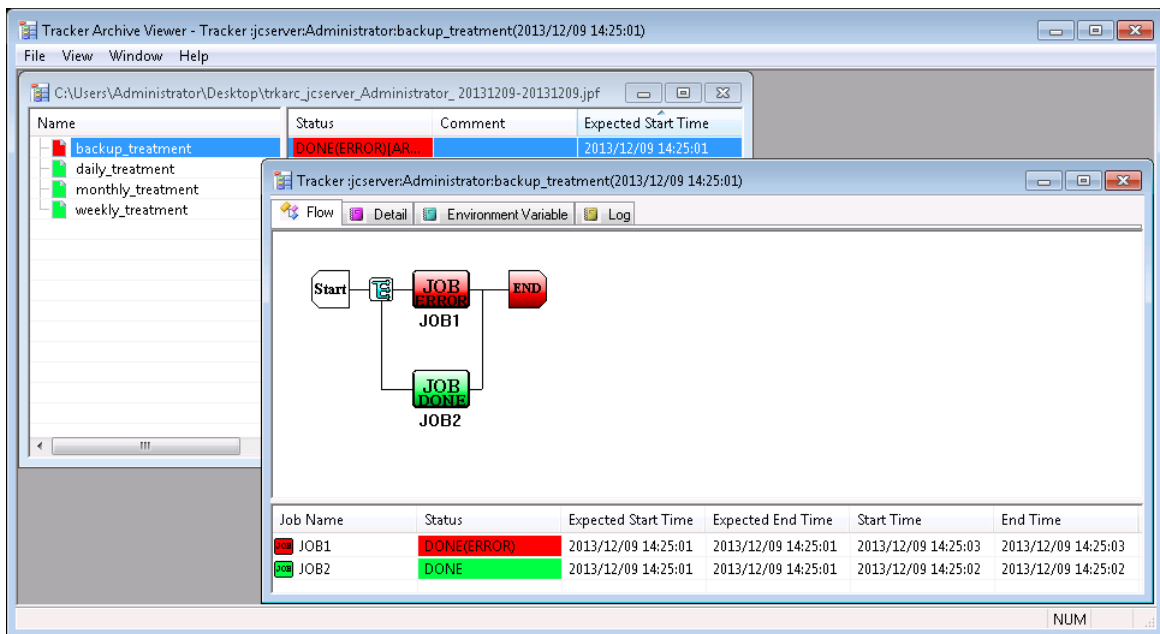 Tracker Archive Viewer - Tracker :jcserver:Administrator:backup_treatment(2013/12/09 14:25:01)
File View Window Help
C:\Users\Administrator\Desktop\trkarc_jcserver_Administrator_ 20131209-20131209.jpf
Name Status Comment Expected Start Time
backup_treatment DONE(ERROR)[AR... 2013/12/09 14:25:01
daily_treatment
monthly_treatment
weekly_treatment
Tracker :jcserver:Administrator:backup_treatment(2013/12/09 14:25:01)
Flow Detail Environment Variable Log
Start JOB ERROR END
JOB1
JOB DONE
JOB2
Job Name Status Expected Start Time Expected End Time Start Time End Time
JOB JOB1 DONE(ERROR) 2013/12/09 14:25:01 2013/12/09 14:25:01 2013/12/09 14:25:03 2013/12/09 14:25:03
JOB JOB2 DONE 2013/12/09 14:25:01 2013/12/09 14:25:01 2013/12/09 14:25:02 2013/12/09 14:25:02
NUM